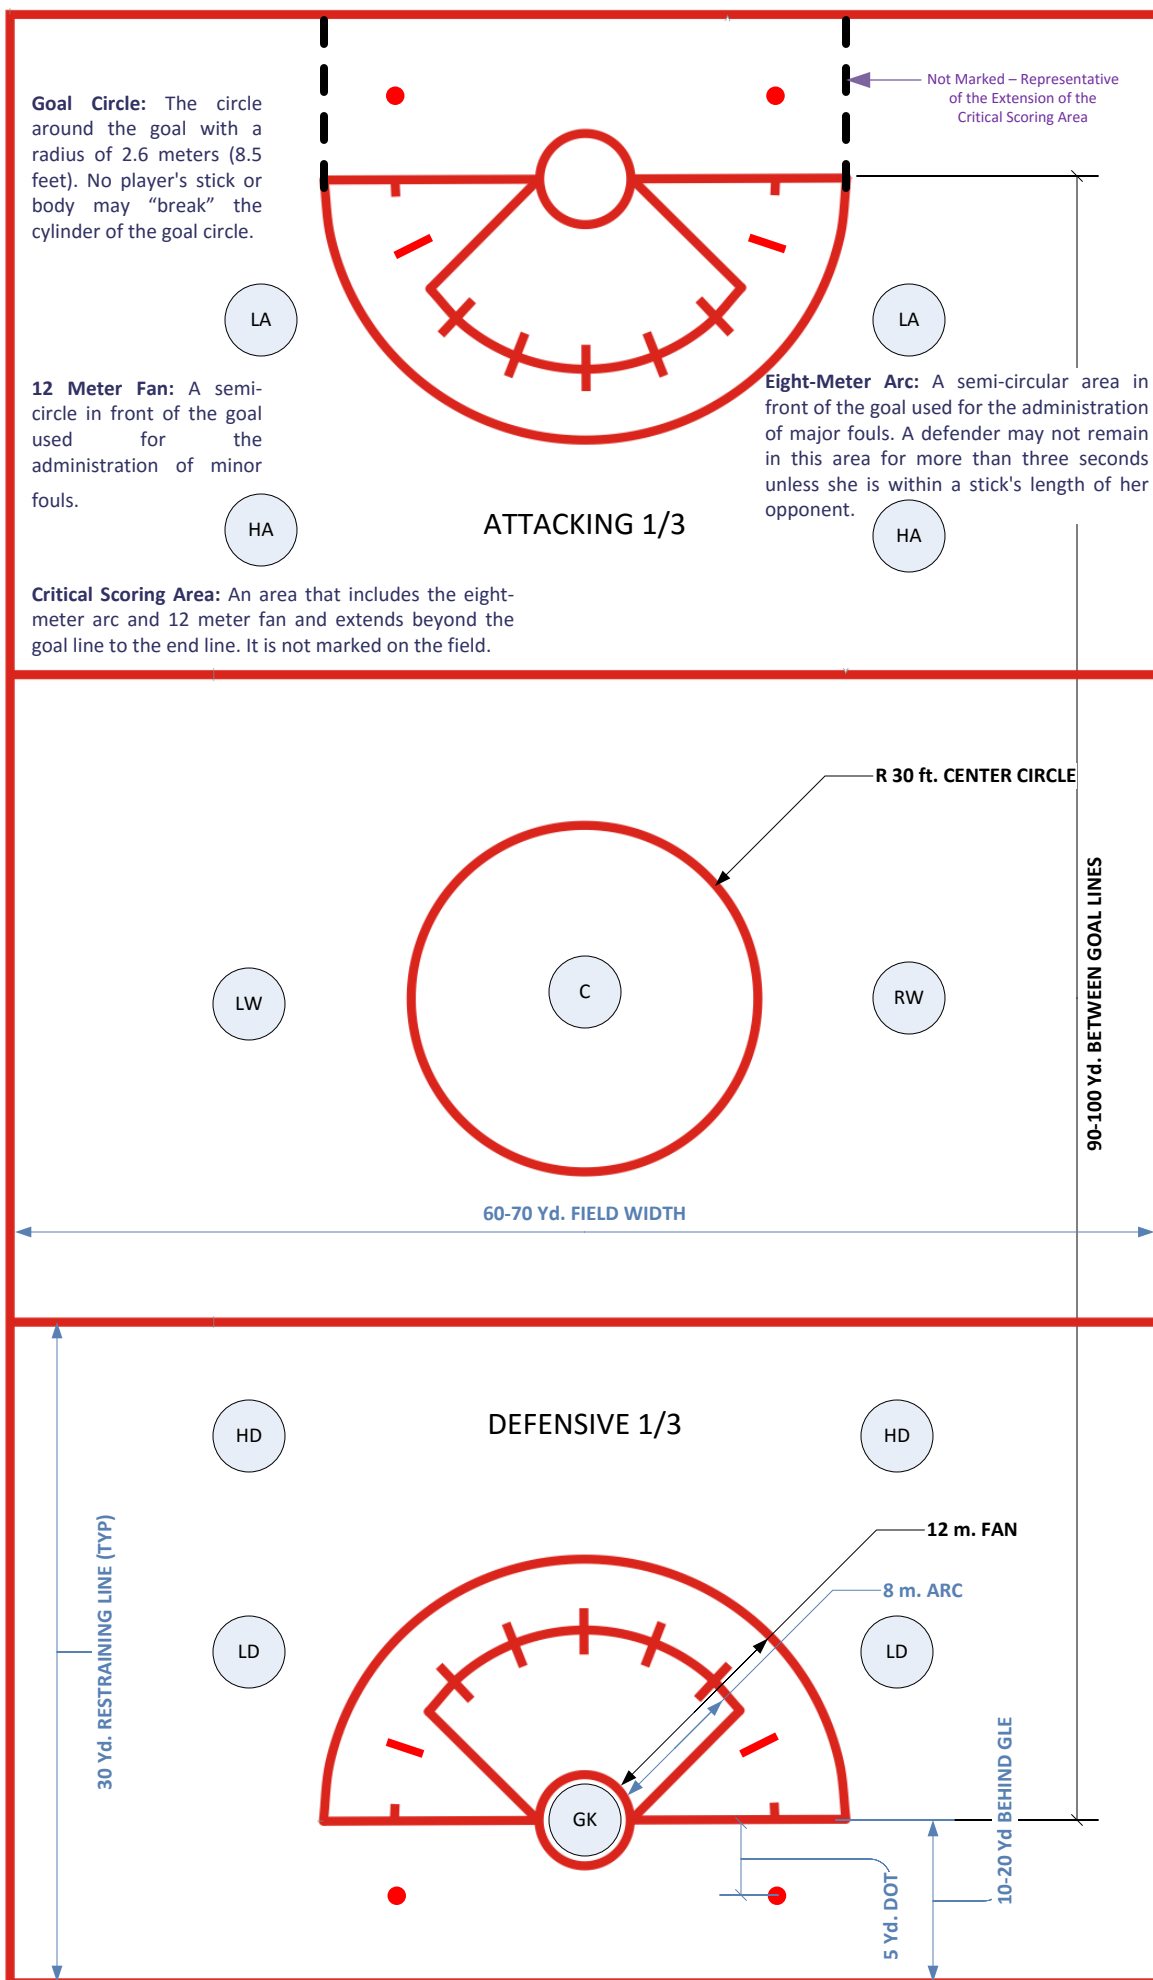 Goal Circle: The circle
around the goal with a
radius of 2.6 meters (8.5
feet). No player's stick or
body may “break” the
cylinder of the goal circle.
Not Marked – Representative
of the Extension of the
Critical Scoring Area
LA
LA
12 Meter Fan: A semi-
circle in front of the goal
used for the
administration of minor
fouls.
Eight-Meter Arc: A semi-circular area in
front of the goal used for the administration
of major fouls. A defender may not remain
in this area for more than three seconds
unless she is within a stick's length of her
opponent.
HA
ATTACKING 1/3
HA
Critical Scoring Area: An area that includes the eight-
meter arc and 12 meter fan and extends beyond the
goal line to the end line. It is not marked on the field.
R 30 ft. CENTER CIRCLE
90-100 Yd. BETWEEN GOAL LINES
LW
C
RW
60-70 Yd. FIELD WIDTH
HD
DEFENSIVE 1/3
HD
30 Yd. RESTRAINING LINE (TYP)
12 m. FAN
8 m. ARC
LD
LD
GK
10-20 Yd BEHIND GLE
5 Yd. DOT